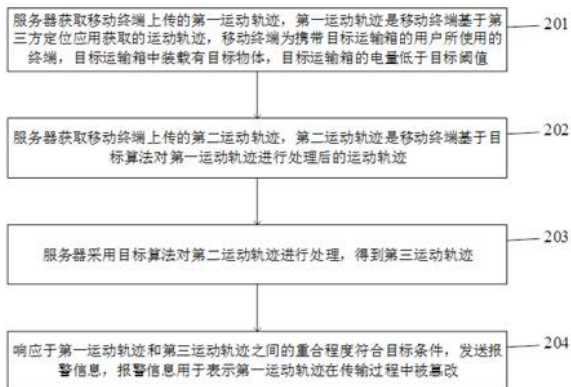 服务器获取移动终端上传的第一运动轨迹，第一运动轨迹是移动终端基于第
三方定位应用获取的运动轨迹，移动终端为携带目标运输箱的用户所使用的
终端，目标运输箱中装载有目标物体，目标运输箱的电量低于目标阈值
201
服务器获取移动终端上传的第二运动轨迹，第二运动轨迹是移动终端基于目
标算法对第一运动轨迹进行处理后的运动轨迹
202
服务器采用目标算法对第二运动轨迹进行处理，得到第三运动轨迹
203
响应于第一运动轨迹和第三运动轨迹之间的重合程度符合目标条件，发送报
警信息，报警信息用于表示第一运动轨迹在传输过程中被篡改
204